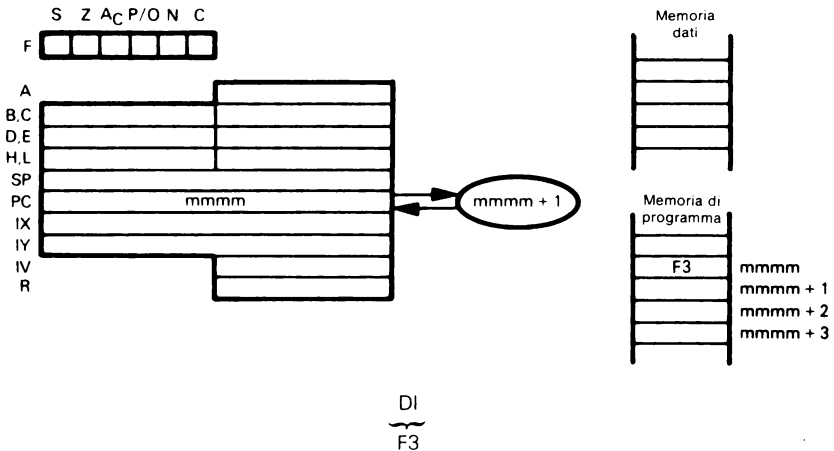 S Z AC P/O N C
F
A
B,C
D,E
H,L
SP
PC mmmm mmmm + 1
IX
IY
IV
R
Memoria
dati
Memoria di
programma
F3 mmmm
mmmm + 1
mmmm + 2
mmmm + 3
DI
F3